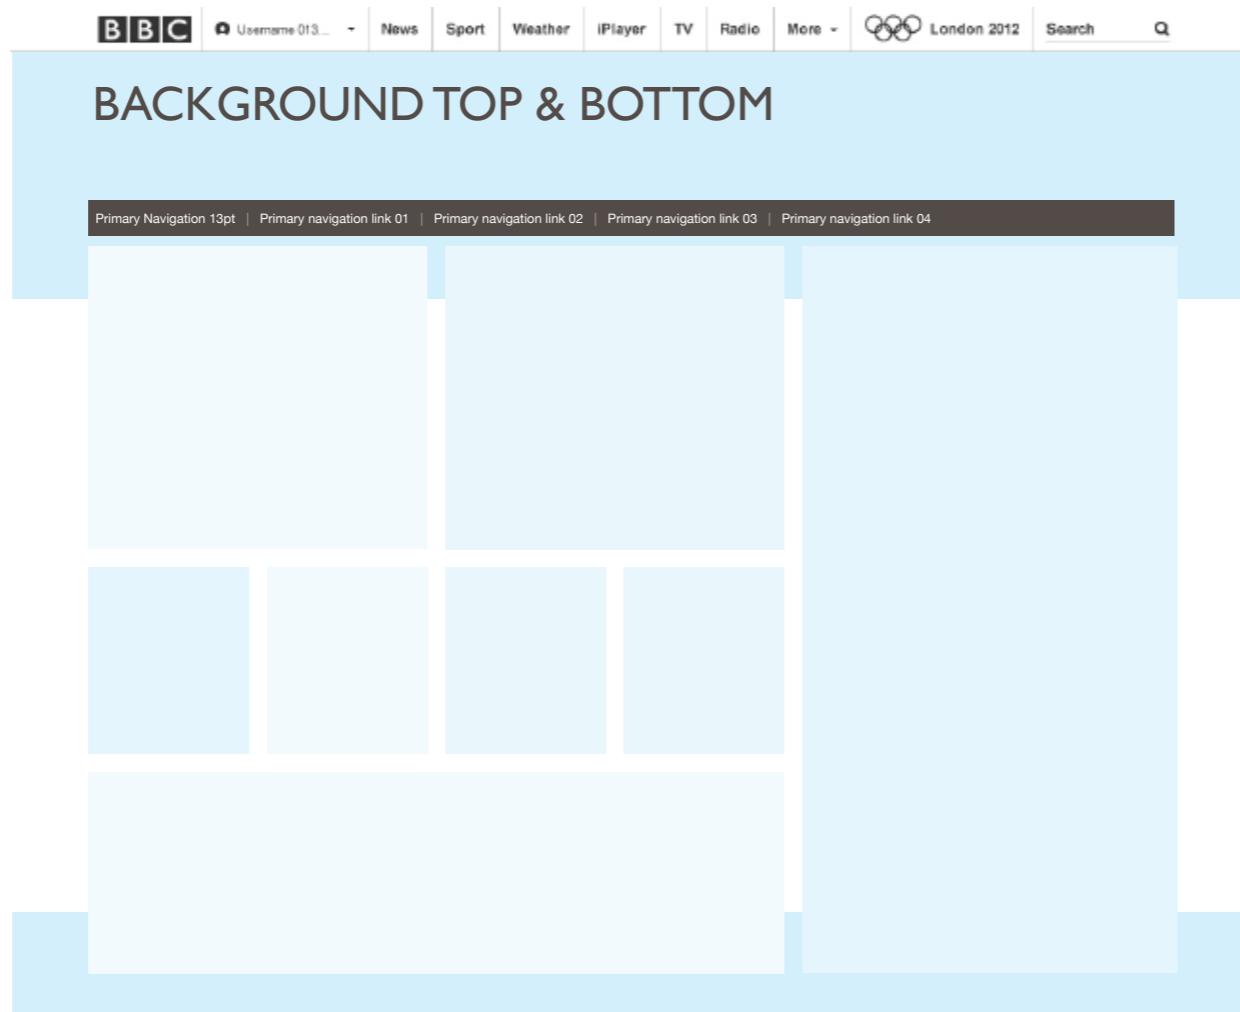 BBC Username 013... News Sport Weather iPlayer TV Radio More London 2012 Search
BACKGROUND TOP & BOTTOM
Primary Navigation 13pt | Primary navigation link 01 | Primary navigation link 02 | Primary navigation link 03 | Primary navigation link 04